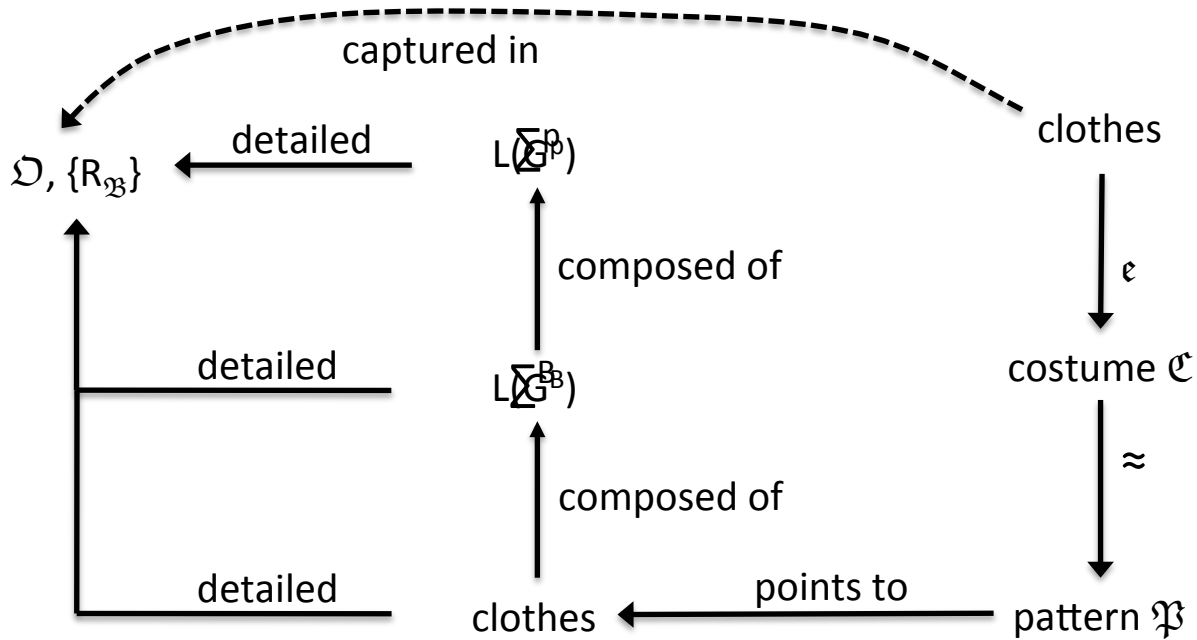 captured in
clothes
detailed
𝔒, {R𝔅}
composed of
𝔢
detailed
costume ℭ
≈
composed of
detailed
points to
clothes
pattern 𝔓